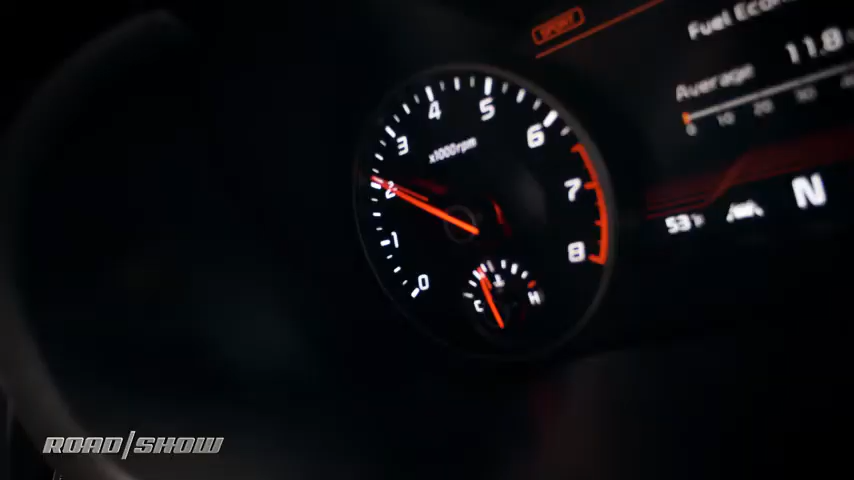 SPORT
Fuel Eco
11.8
Average
0 10 20 30
x1000rpm
0 1 2 3 4 5 6 7 8
C H
53°F
N
ROAD/SHOW